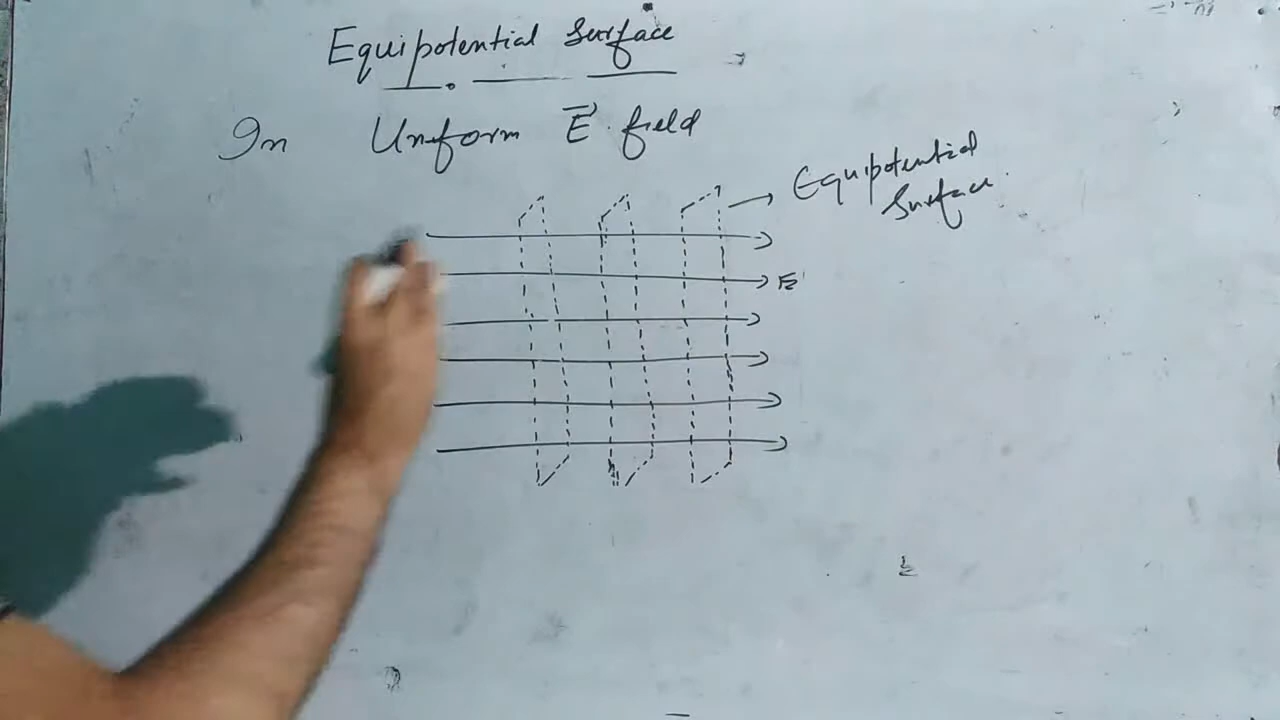 Equipotential Surface
In Uniform E⃗ field
Equipotential
Surface
E